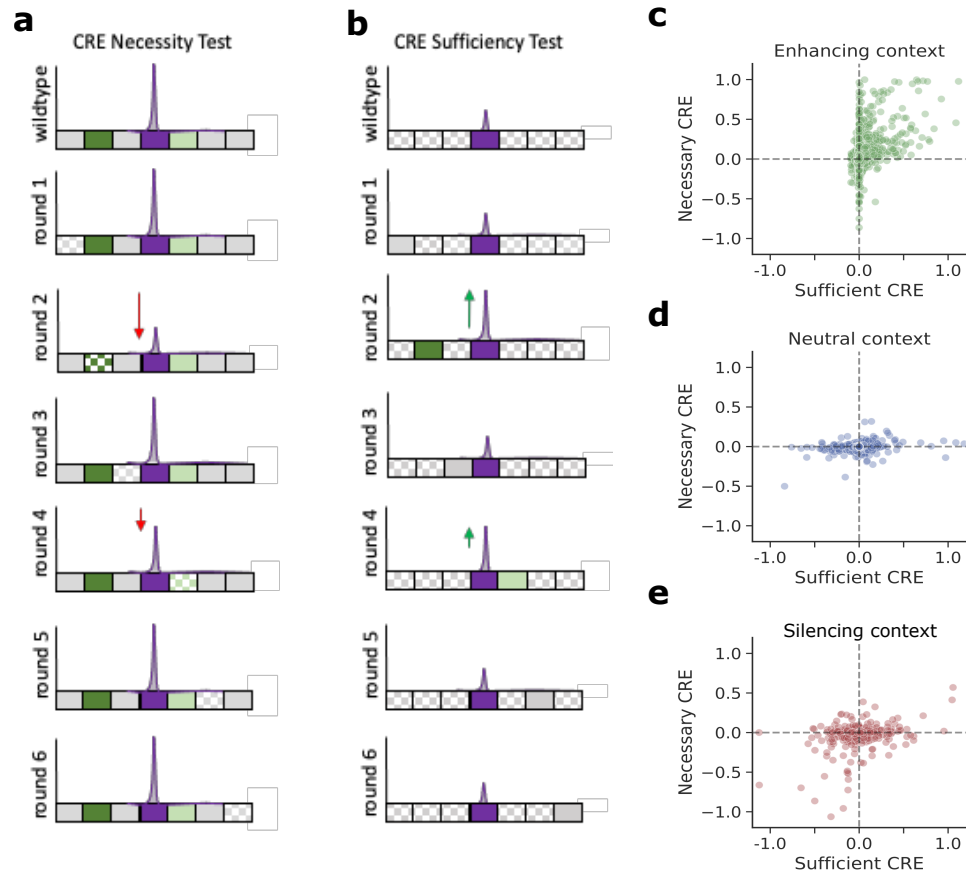 a
CRE Necessity Test
wildtype
round 1
round 2
round 3
round 4
round 5
round 6
b
CRE Sufficiency Test
wildtype
round 1
round 2
round 3
round 4
round 5
round 6
c
Enhancing context
Necessary CRE
1.0
0.5
0.0
−0.5
−1.0
-1.0
0.0
1.0
Sufficient CRE
d
Neutral context
Necessary CRE
1.0
0.5
0.0
−0.5
−1.0
-1.0
0.0
1.0
Sufficient CRE
e
Silencing context
Necessary CRE
1.0
0.5
0.0
−0.5
−1.0
-1.0
0.0
1.0
Sufficient CRE